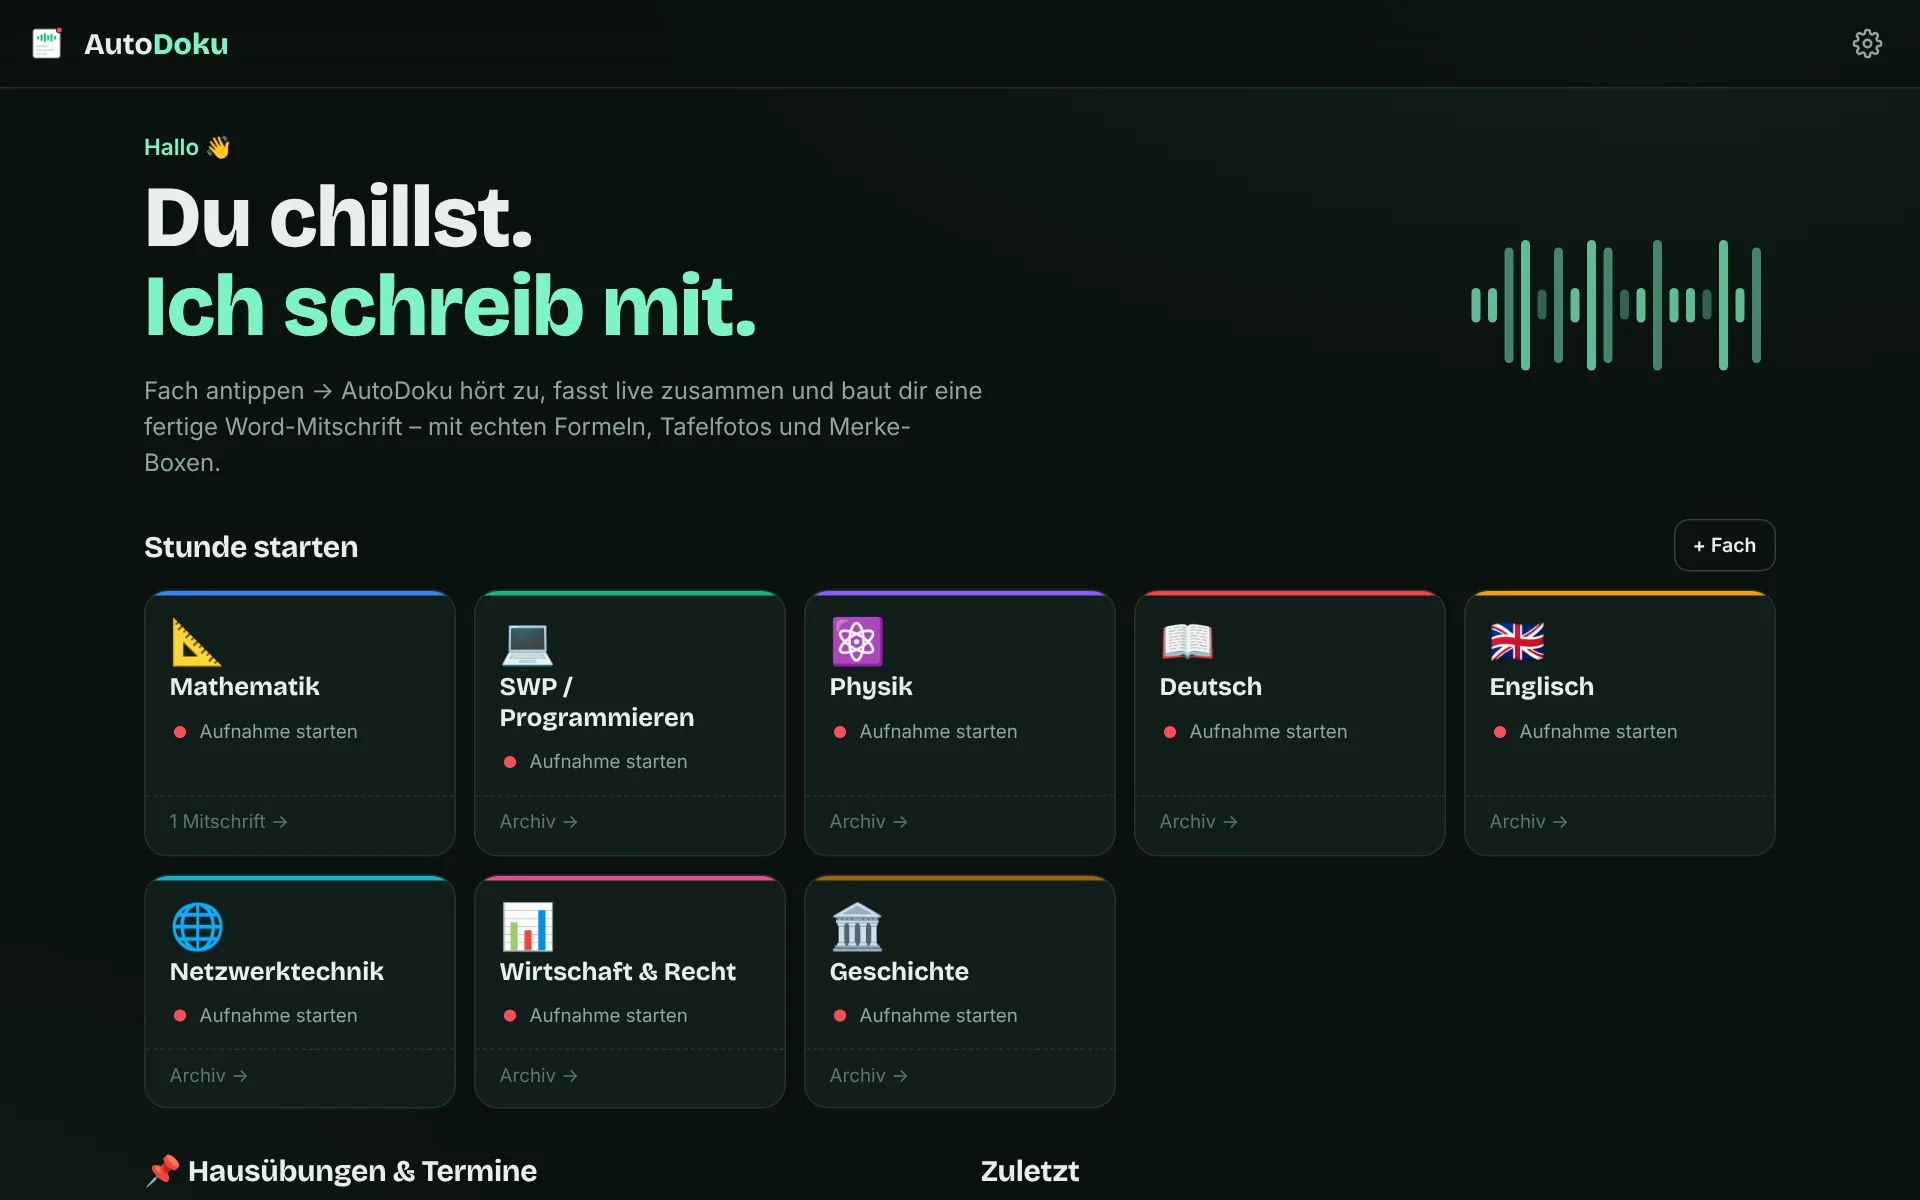 AutoDoku
Hallo 👋
Du chillst.
Ich schreib mit.
Fach antippen → AutoDoku hört zu, fasst live zusammen und baut dir eine
fertige Word-Mitschrift – mit echten Formeln, Tafelfotos und Merke-
Boxen.
Stunde starten
+ Fach
Mathematik
Aufnahme starten
1 Mitschrift →
SWP /
Programmieren
Aufnahme starten
Archiv →
Physik
Aufnahme starten
Archiv →
Deutsch
Aufnahme starten
Archiv →
Englisch
Aufnahme starten
Archiv →
Netzwerktechnik
Aufnahme starten
Archiv →
Wirtschaft & Recht
Aufnahme starten
Archiv →
Geschichte
Aufnahme starten
Archiv →
📌 Hausübungen & Termine
Zuletzt